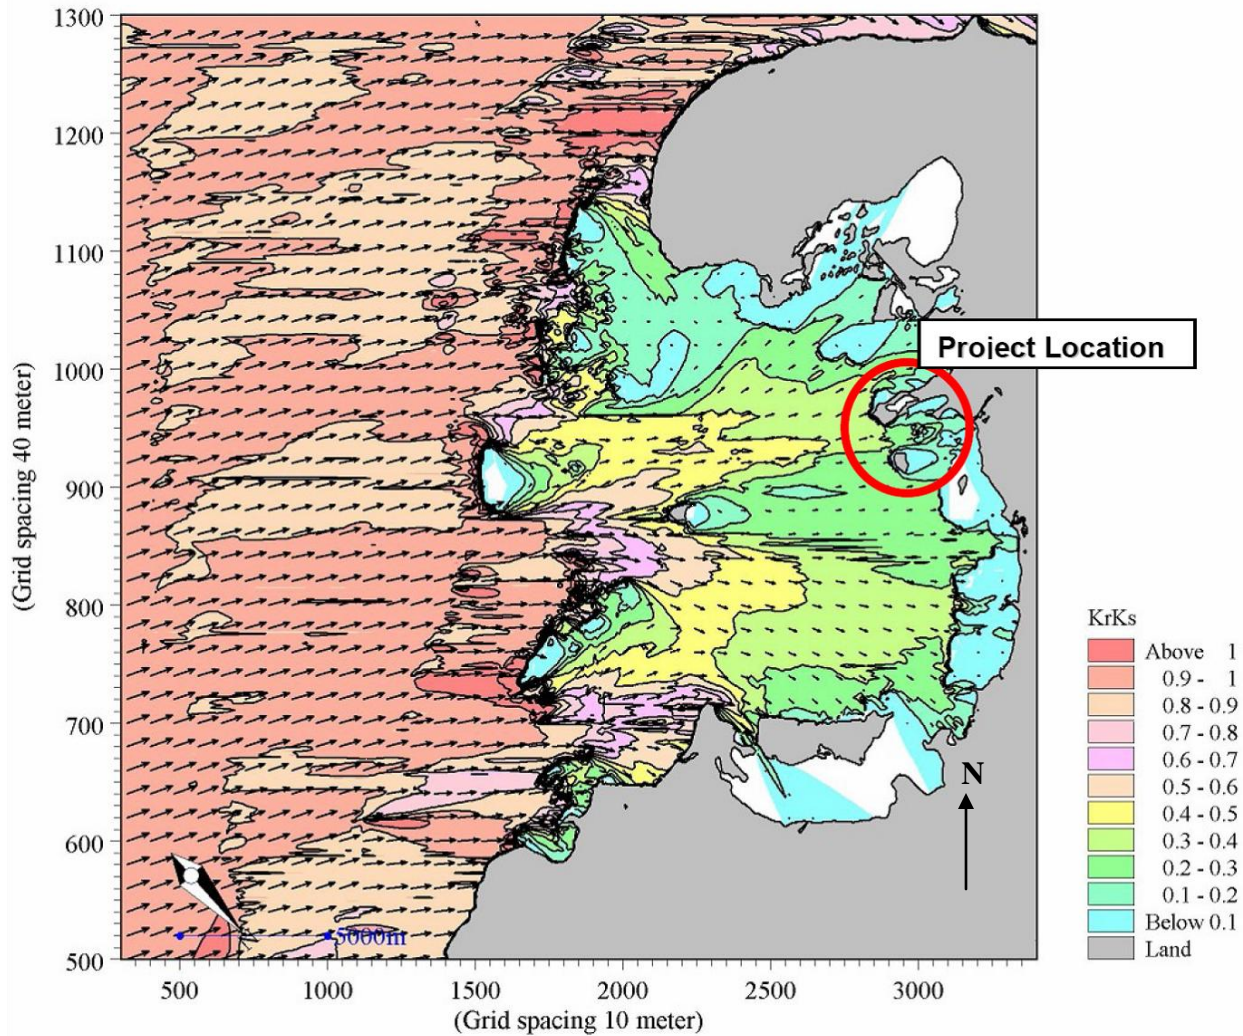 1300
1200
1100
1000
900
800
700
600
500
(Grid spacing 40 meter)
Project Location
N
5000m
500
1000
1500
2000
2500
3000
(Grid spacing 10 meter)
KrKs
Above 1
0.9 - 1
0.8 - 0.9
0.7 - 0.8
0.6 - 0.7
0.5 - 0.6
0.4 - 0.5
0.3 - 0.4
0.2 - 0.3
0.1 - 0.2
Below 0.1
Land